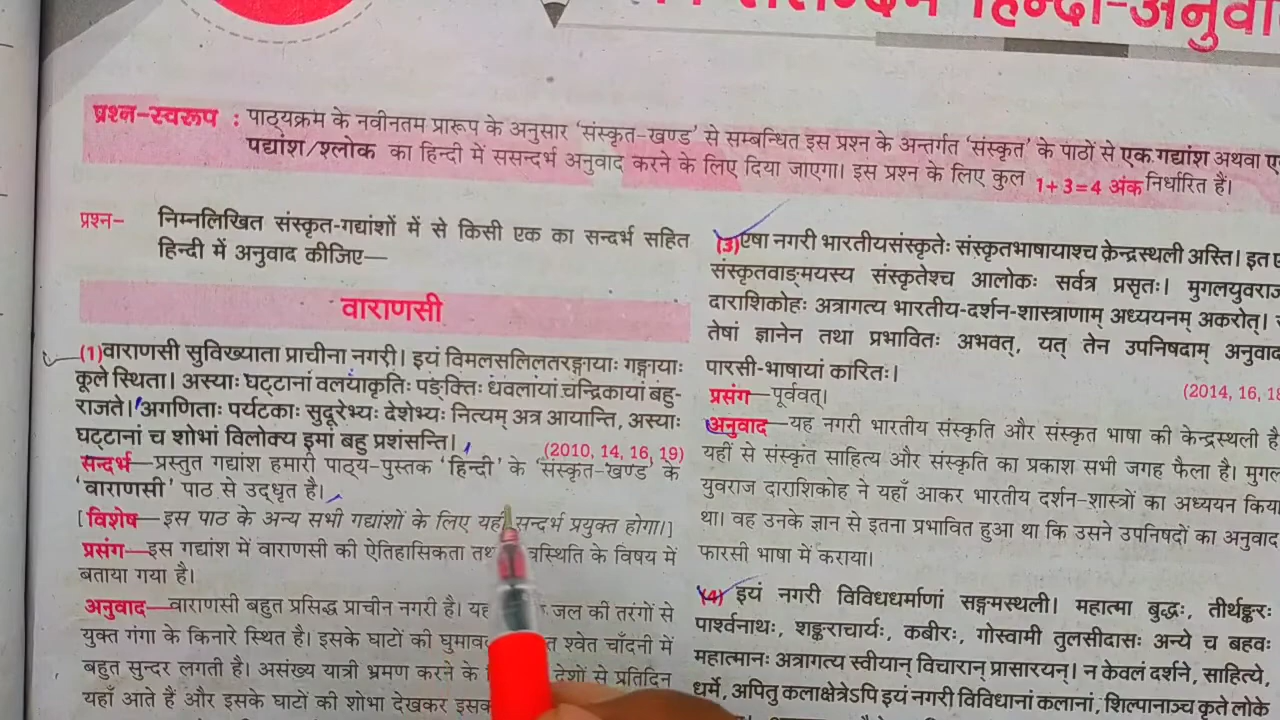 हिन्दी-अनुवा
प्रश्न-स्वरूप : पाठ्यक्रम के नवीनतम प्रारूप के अनुसार 'संस्कृत-खण्ड' से सम्बन्धित इस प्रश्न के अन्तर्गत 'संस्कृत' के पाठों से एक गद्यांश अथवा ए
पद्यांश/श्लोक का हिन्दी में ससन्दर्भ अनुवाद करने के लिए दिया जाएगा। इस प्रश्न के लिए कुल 1+3=4 अंक निर्धारित हैं।
प्रश्न- निम्नलिखित संस्कृत-गद्यांशों में से किसी एक का सन्दर्भ सहित
हिन्दी में अनुवाद कीजिए—
वाराणसी
(1) वाराणसी सुविख्याता प्राचीना नगरी। इयं विमलसलिलतरङ्गायाः गङ्गायाः
कूले स्थिता। अस्याः घट्टानां वलयाकृतिः पङ्क्तिः धवलायां चन्द्रिकायां बहु-
राजते। अगणिताः पर्यटकाः सुदूरेभ्यः देशेभ्यः नित्यम् अत्र आयान्ति, अस्याः
घट्टानां च शोभां विलोक्य इमां बहु प्रशंसन्ति।
(2010, 14, 16, 19)
सन्दर्भ—प्रस्तुत गद्यांश हमारी पाठ्य-पुस्तक 'हिन्दी' के 'संस्कृत-खण्ड' के
'वाराणसी' पाठ से उद्धृत है।
[विशेष—इस पाठ के अन्य सभी गद्यांशों के लिए यही सन्दर्भ प्रयुक्त होगा।]
प्रसंग—इस गद्यांश में वाराणसी की ऐतिहासिकता के विषय में
बताया गया है।
अनुवाद—वाराणसी बहुत प्रसिद्ध प्राचीन नगरी है। यह जल की तरंगों से
युक्त गंगा के किनारे स्थित है। इसके घाटों की श्वेत चाँदनी में
बहुत सुन्दर लगती है। असंख्य यात्री भ्रमण करने के से प्रतिदिन
यहाँ आते हैं और इसके घाटों की शोभा देखकर
(3) एषा नगरी भारतीयसंस्कृतेः संस्कृतभाषायाश्च केन्द्रस्थली अस्ति। इत ए
संस्कृतवाङ्मयस्य संस्कृतेश्च आलोकः सर्वत्र प्रसृतः। मुगलयुवराज
दाराशिकोहः अत्रागत्य भारतीय-दर्शन-शास्त्राणाम् अध्ययनम् अकरोत्।
तेषां ज्ञानेन तथा प्रभावितः अभवत्, यत् तेन उपनिषदाम् अनुवाद
पारसी-भाषायां कारितः।
(2014, 16, 18
प्रसंग—पूर्ववत्।
अनुवाद—यह नगरी भारतीय संस्कृति और संस्कृत भाषा की केन्द्रस्थली है
यहीं से संस्कृत साहित्य और संस्कृति का प्रकाश सभी जगह फैला है। मुगल
युवराज दाराशिकोह ने यहाँ आकर भारतीय दर्शन-शास्त्रों का अध्ययन किया
था। वह उनके ज्ञान से इतना प्रभावित हुआ था कि उसने उपनिषदों का अनुवाद
फारसी भाषा में कराया।
(4) इयं नगरी विविधधर्माणां सङ्गमस्थली। महात्मा बुद्धः, तीर्थङ्करः
पार्श्वनाथः, शङ्कराचार्यः, कबीरः, गोस्वामी तुलसीदासः अन्ये च बहवः
महात्मानः अत्रागत्य स्वीयान् विचारान् प्रासारयन्। न केवलं दर्शने, साहित्ये,
धर्मे, अपितु कलाक्षेत्रेऽपि इयं नगरी विविधानां कलानां, शिल्पानाञ्च कृते लोके